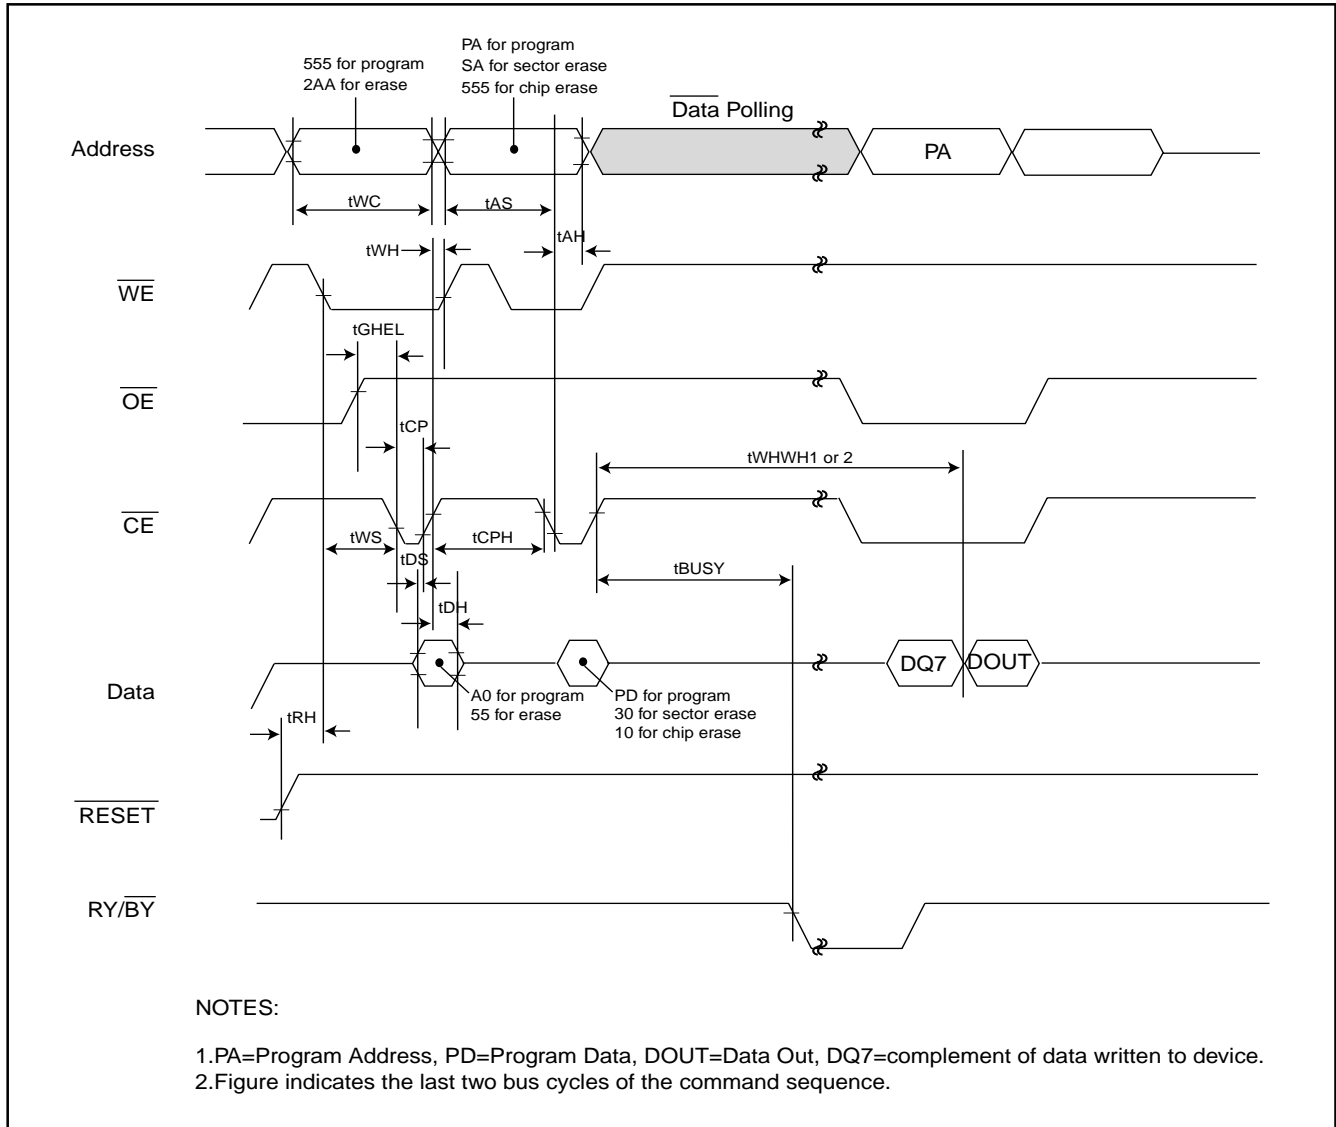 555 for program
2AA for erase
PA for program
SA for sector erase
555 for chip erase
Data Polling
Address
PA
tWC
tAS
tAH
tWH
WE
tGHEL
OE
tCP
tWHWH1 or 2
CE
tWS
tCPH
tDS
tBUSY
tDH
DQ7
DOUT
Data
A0 for program
55 for erase
PD for program
30 for sector erase
10 for chip erase
tRH
RESET
RY/BY
NOTES:
1.PA=Program Address, PD=Program Data, DOUT=Data Out, DQ7=complement of data written to device.
2.Figure indicates the last two bus cycles of the command sequence.